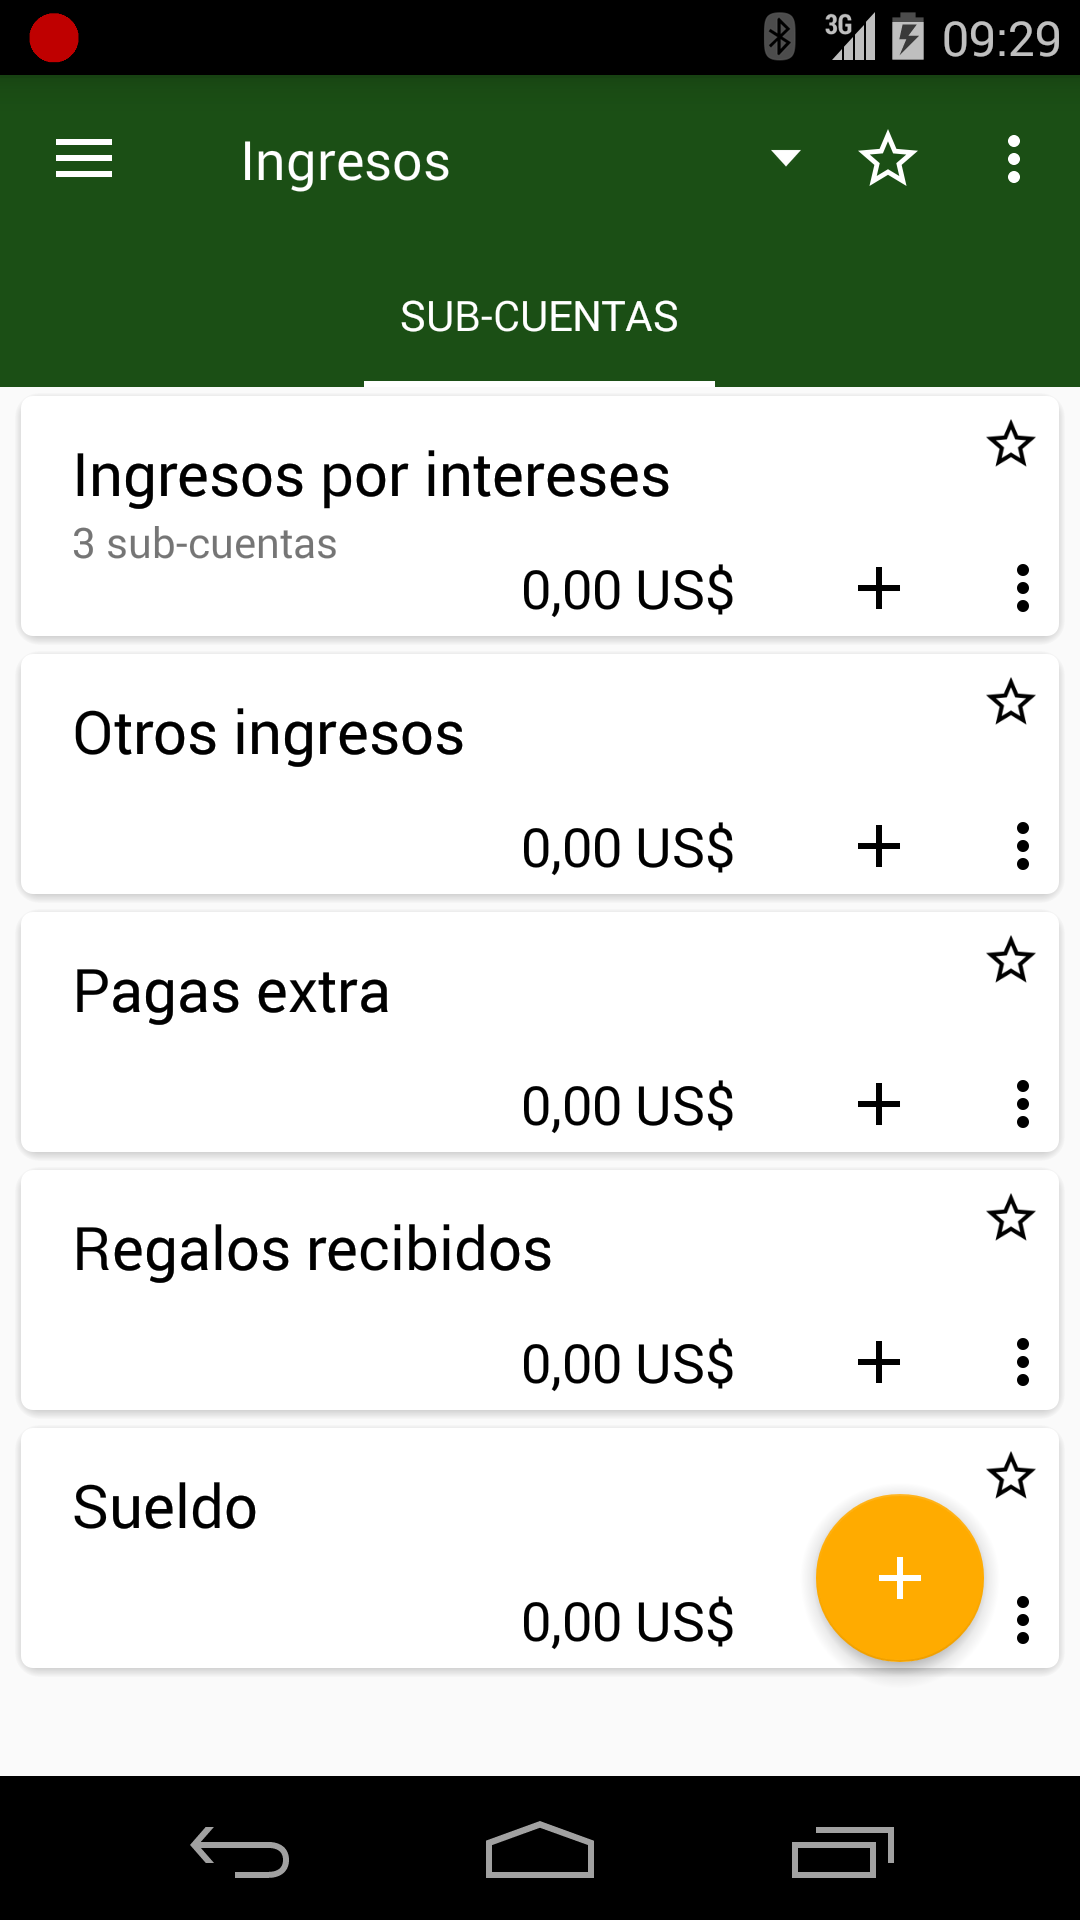 3G 09:29
Ingresos
SUB-CUENTAS
Ingresos por intereses
3 sub-cuentas
0,00 US$
Otros ingresos
0,00 US$
Pagas extra
0,00 US$
Regalos recibidos
0,00 US$
Sueldo
0,00 US$